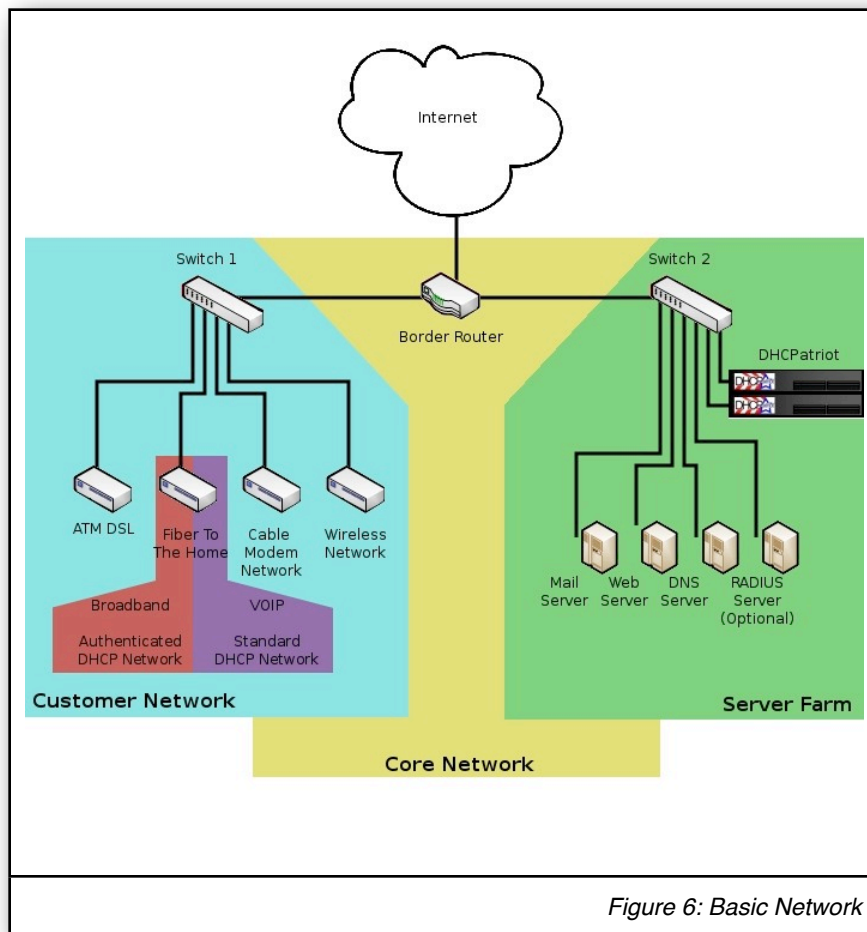 Internet
Switch 1
Switch 2
Border Router
DHCPatriot
ATM DSL
Fiber To
The Home
Cable
Modem
Network
Wireless
Network
Mail
Server
Web
Server
DNS
Server
RADIUS
Server
(Optional)
Broadband
VOIP
Authenticated
DHCP Network
Standard
DHCP Network
Customer Network
Server Farm
Core Network
Figure 6: Basic Network